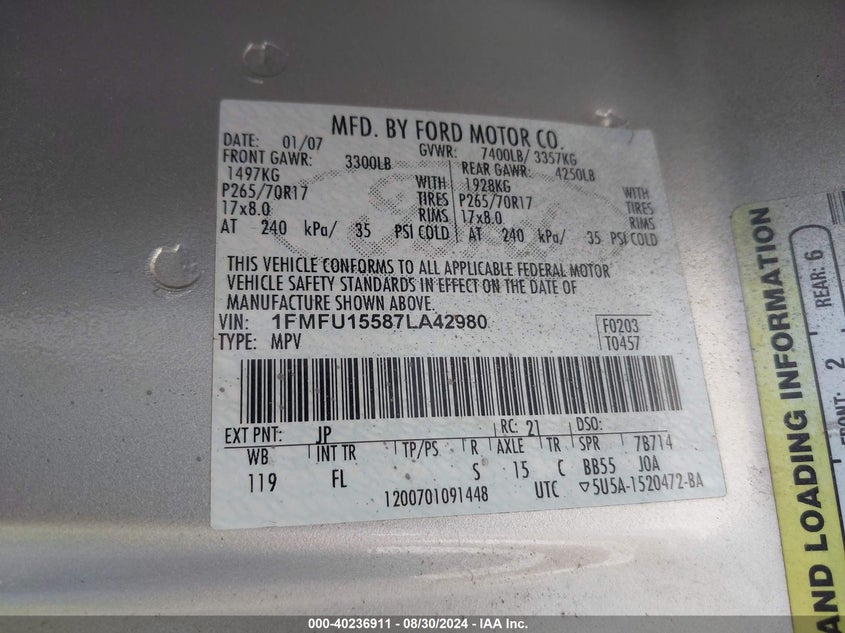 MFD. BY FORD MOTOR CO.
DATE: 01/07 GVWR: 7400LB/ 3357KG
FRONT GAWR: 3300LB REAR GAWR: 4250LB
1497KG WITH 1928KG WITH
P265/70R17 TIRES P265/70R17 TIRES
17x8.0 RIMS 17x8.0 RIMS
AT 240 kPa/ 35 PSI COLD AT 240 kPa/ 35 PSI COLD
THIS VEHICLE CONFORMS TO ALL APPLICABLE FEDERAL MOTOR
VEHICLE SAFETY STANDARDS IN EFFECT ON THE DATE OF
MANUFACTURE SHOWN ABOVE.
VIN: 1FMFU15587LA42980 F0203
TYPE: MPV T0457
EXT PNT: JP RC: 21 DSO:
WB INT TR TP/PS R AXLE TR SPR 7B714
119 FL S 15 C BB55 JOA
1200701091448 UTC ▽5U5A-1520472-BA
AND LOADING INFORMATION
FRONT: 2 REAR: 6
000-40236911 - 08/30/2024 - IAA Inc.